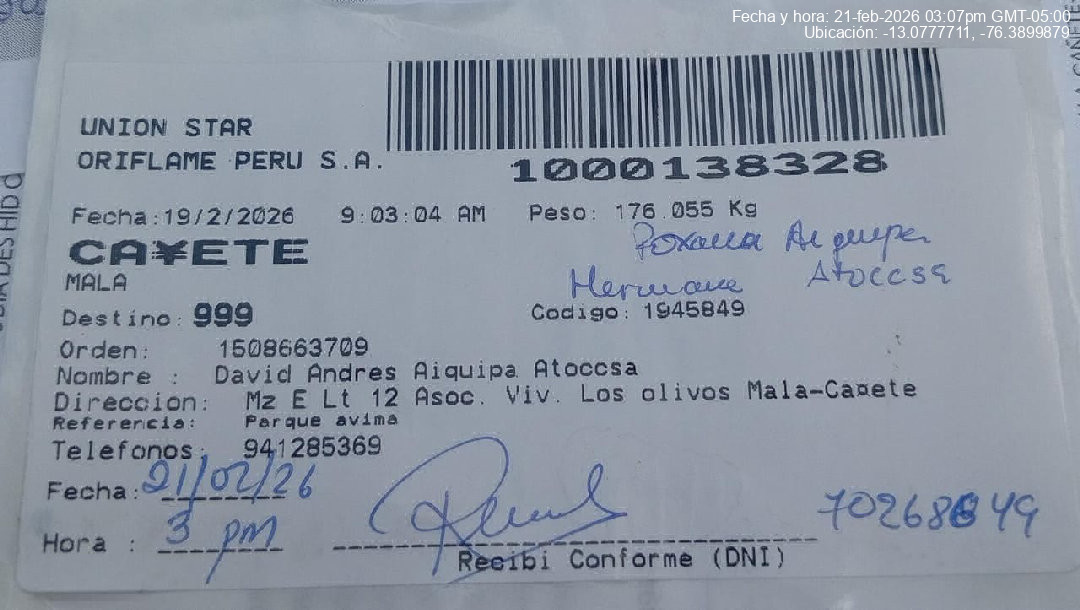 Fecha y hora: 21-feb-2026 03:07pm GMT-05:00
Ubicación: -13.0777711, -76.3899879
UNION STAR
ORIFLAME PERU S.A.
1000138328
Fecha:19/2/2026 9:03:04 AM Peso: 176.055 Kg
CA¥ETE
Roxana Aiquipa
MALA
Hermana Atoccsa
Destino: 999
Codigo: 1945849
Orden: 1508663709
Nombre : David Andres Aiquipa Atoccsa
Direccion: Mz E Lt 12 Asoc. Viv. Los olivos Mala-Cañete
Referencia: Parque avima
Telefonos: 941285369
Fecha: 21/02/26
Hora : 3 pm
Recibi Conforme (DNI)